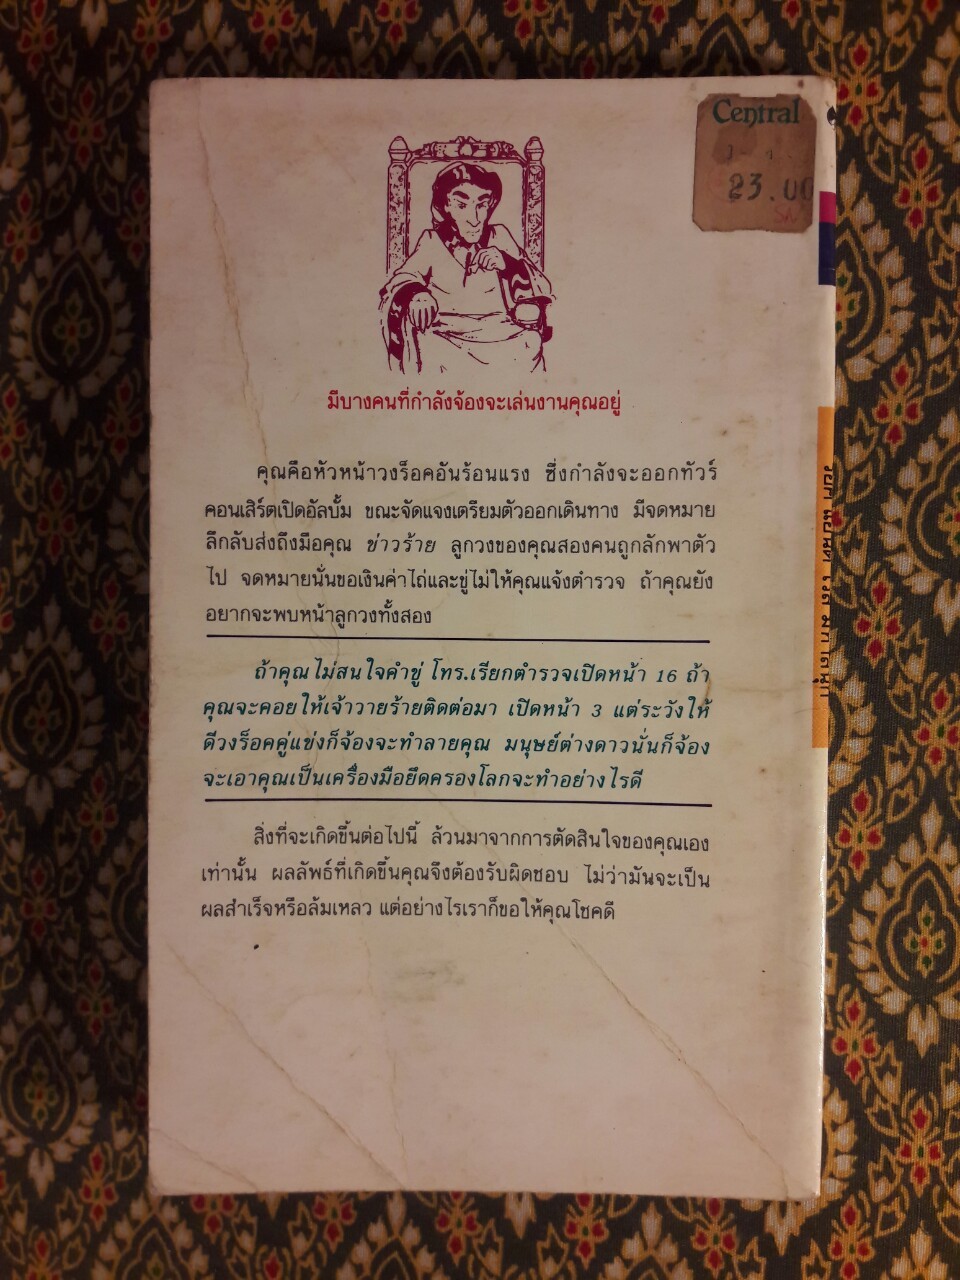 Central
23.00
มีบางคนที่กำลังจ้องจะเล่นงานคุณอยู่
คุณคือหัวหน้าวงร็อคอันร้อนแรง ซึ่งกำลังจะออกทัวร์
คอนเสิร์ตเปิดอัลบั้ม ขณะจัดแจงเตรียมตัวออกเดินทาง มีจดหมาย
ลึกลับส่งถึงมือคุณ ข่าวร้าย ลูกวงของคุณสองคนถูกลักพาตัว
ไป จดหมายนั่นขอเงินค่าไถ่และขู่ไม่ให้คุณแจ้งตำรวจ ถ้าคุณยัง
อยากจะพบหน้าลูกวงทั้งสอง
ถ้าคุณไม่สนใจคำขู่ โทร.เรียกตำรวจเปิดหน้า 16 ถ้า
คุณจะคอยให้เจ้าวายร้ายติดต่อมา เปิดหน้า 3 แต่ระวังให้
ดีวงร็อคคู่แข่งก็จ้องจะทำลายคุณ มนุษย์ต่างดาวนั่นก็จ้อง
จะเอาคุณเป็นเครื่องมือยึดครองโลกจะทำอย่างไรดี
สิ่งที่จะเกิดขึ้นต่อไปนี้ ล้วนมาจากการตัดสินใจของคุณเอง
เท่านั้น ผลลัพธ์ที่เกิดขึ้นคุณจึงต้องรับผิดชอบ ไม่ว่ามันจะเป็น
ผลสำเร็จหรือล้มเหลว แต่อย่างไรเราก็ขอให้คุณโชคดี